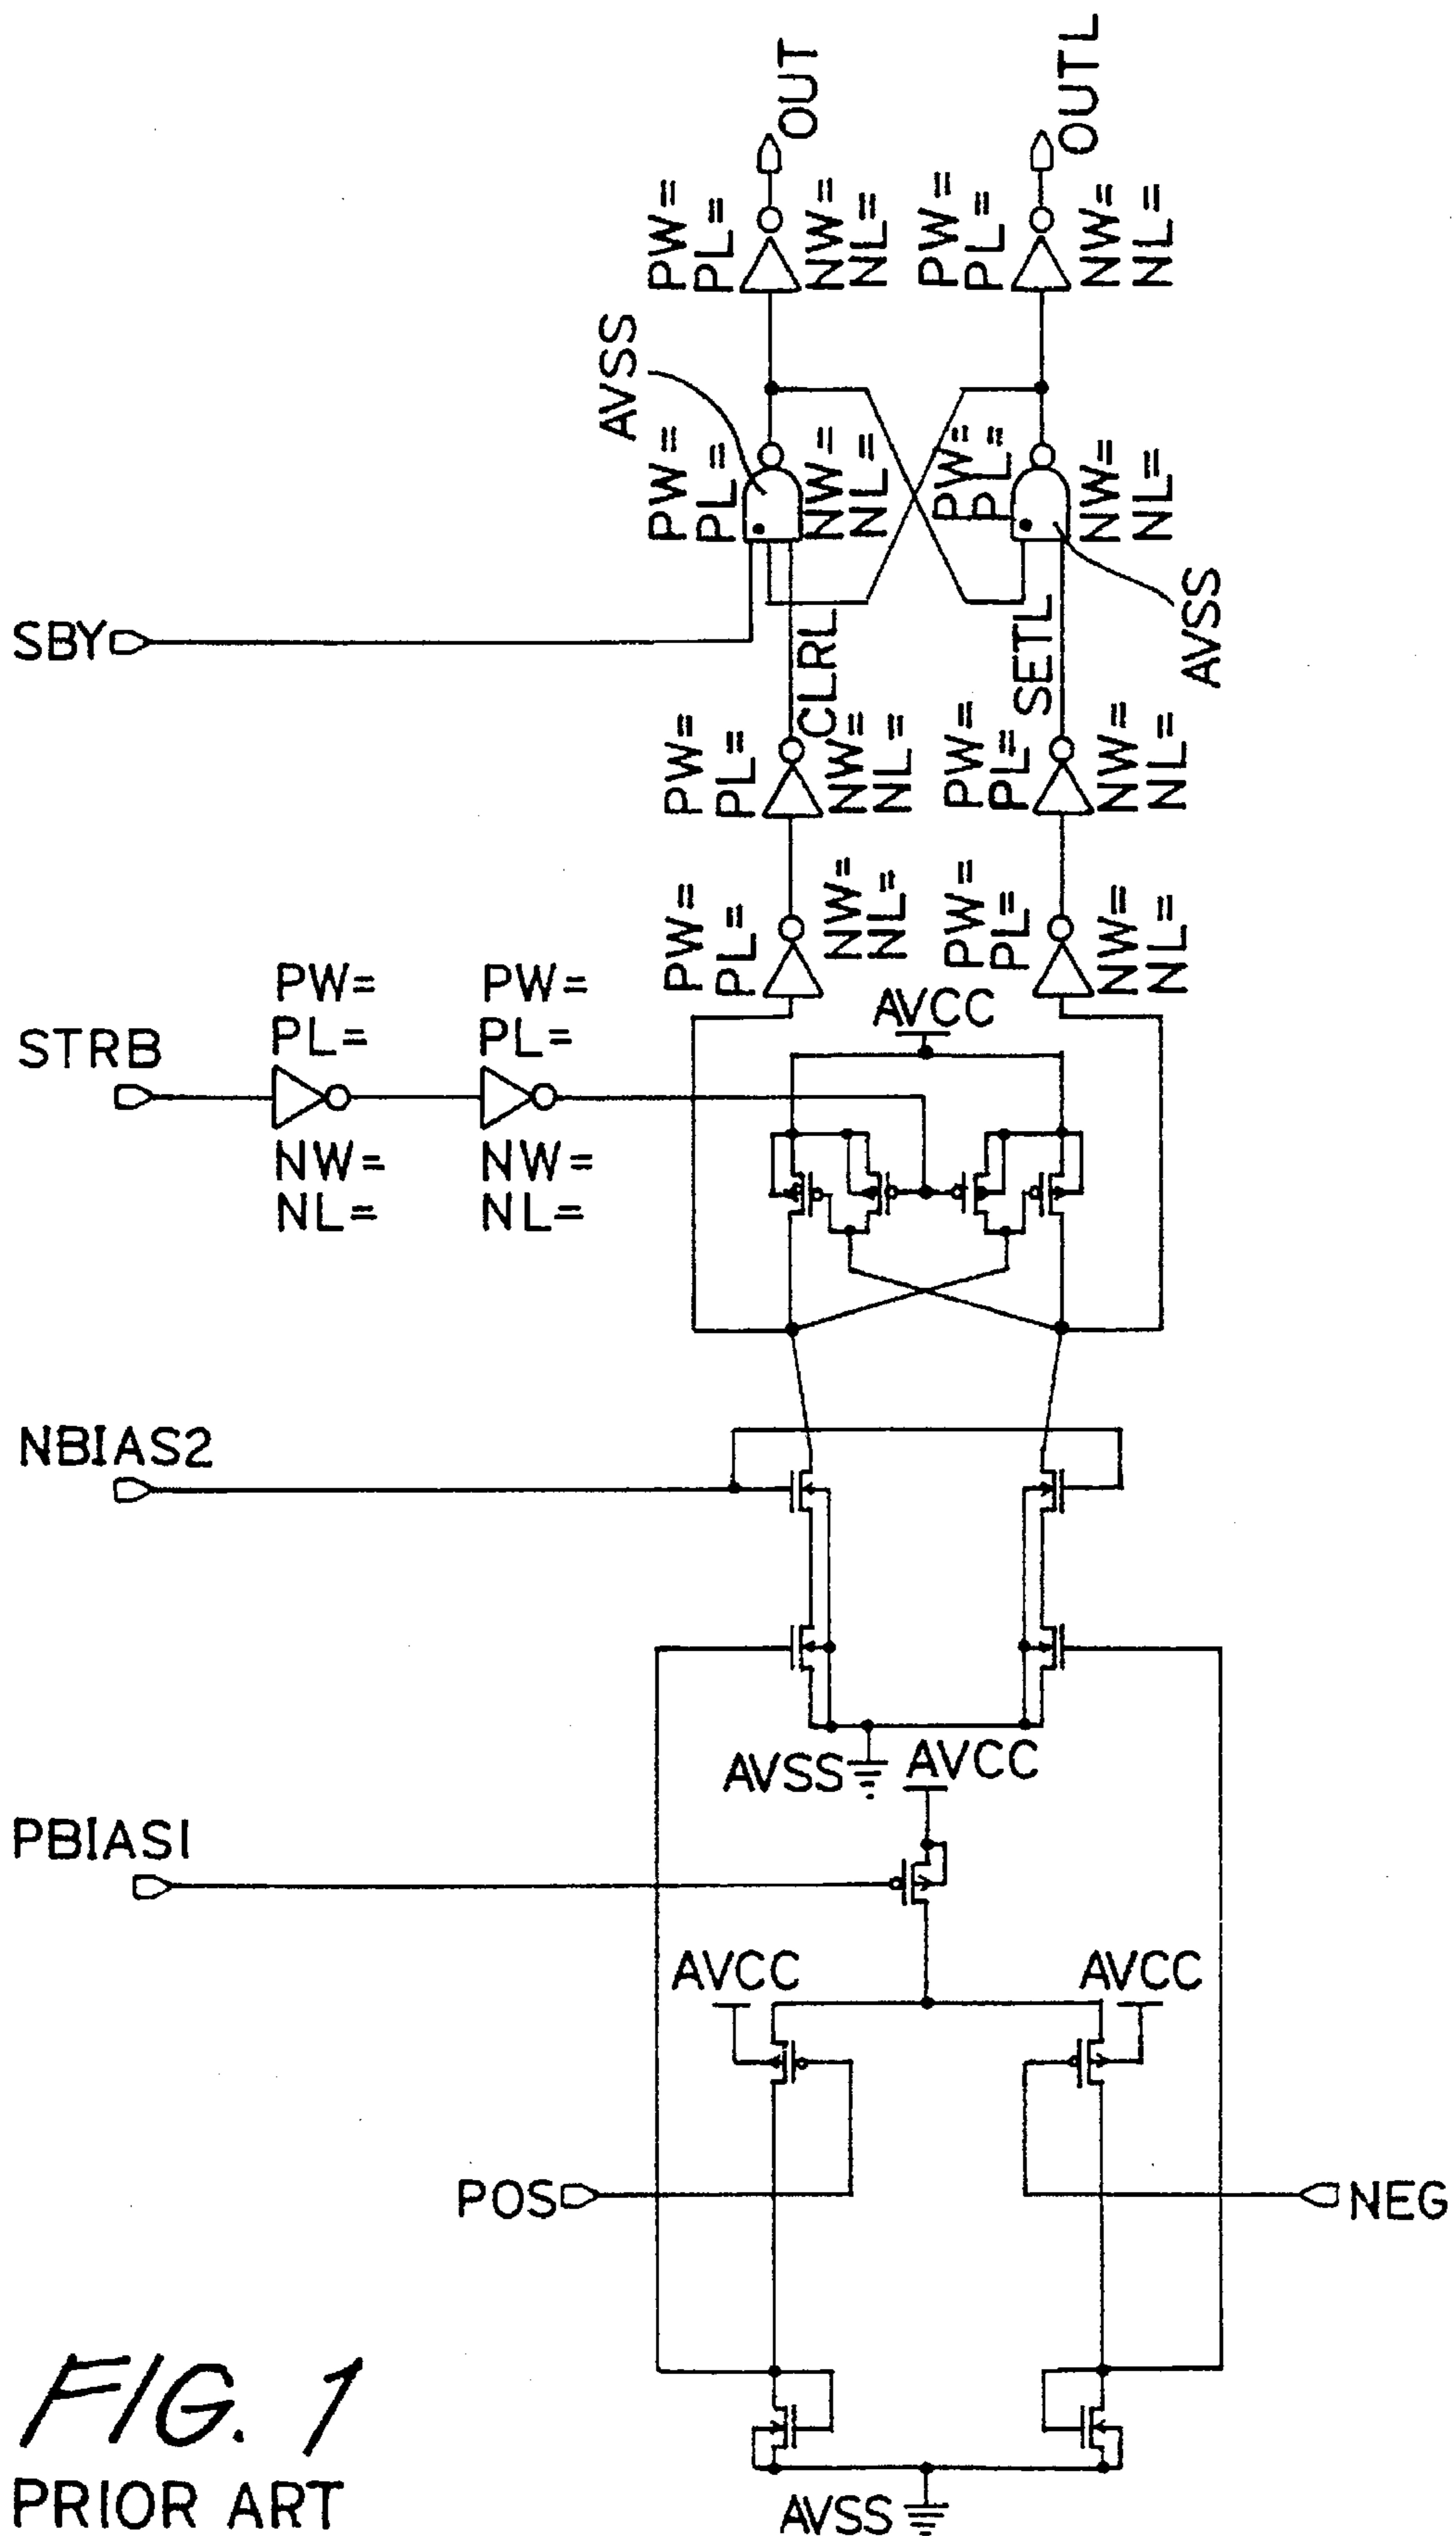 OUT
OUTL
PW=
PL=
NW=
NL=
PW=
PL=
NW=
NL=
AVSS
PW=
PL=
NW=
NL=
PW=
PL=
NW=
NL=
AVSS
SBY
CLRL
SETL
PW=
PL=
NW=
NL=
PW=
PL=
NW=
NL=
PW=
PL=
NW=
NL=
PW=
PL=
NW=
NL=
STRB
PW=
PL=
NW=
NL=
PW=
PL=
NW=
NL=
AVCC
NBIAS2
AVSS
AVCC
PBIAS1
AVCC
AVCC
POS
NEG
AVSS
FIG. 1
PRIOR ART